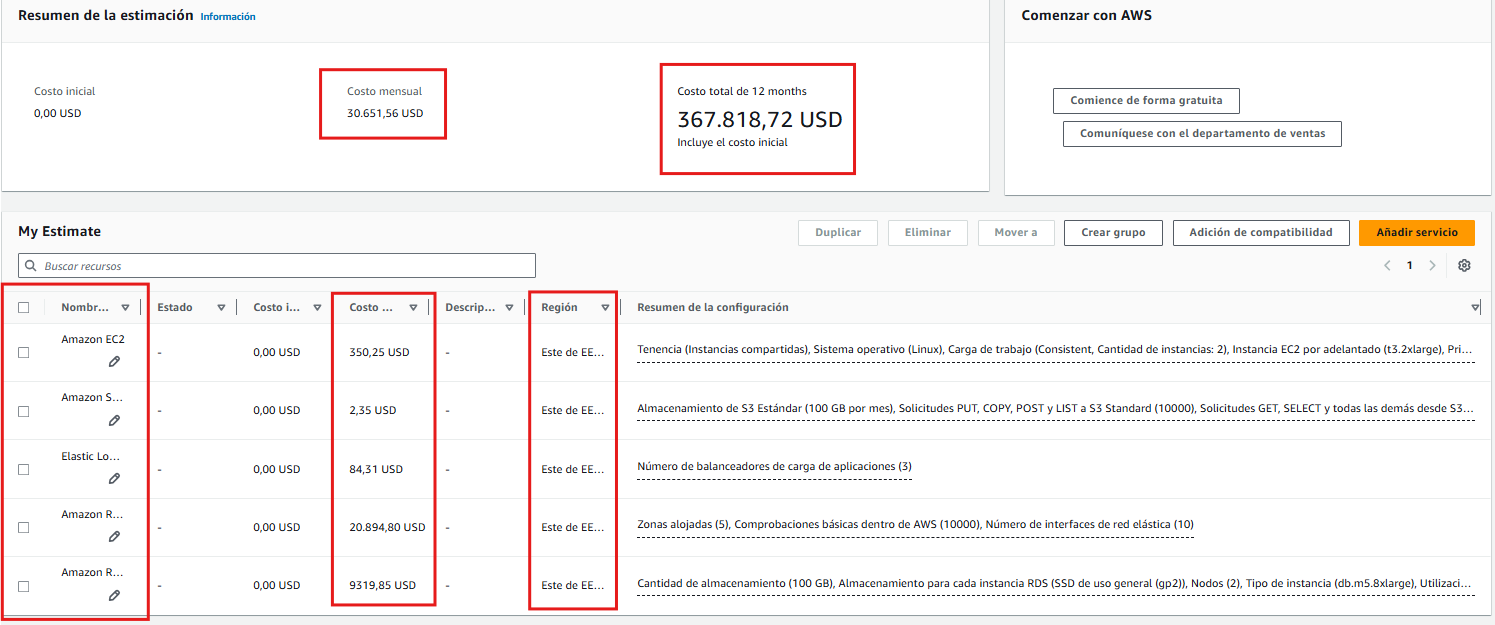 Resumen de la estimación Información
Comenzar con AWS
Costo inicial
0,00 USD
Costo mensual
30.651,56 USD
Costo total de 12 months
367.818,72 USD
Incluye el costo inicial
Comience de forma gratuita
Comuníquese con el departamento de ventas
My Estimate
Duplicar Eliminar Mover a Crear grupo Adición de compatibilidad Añadir servicio
Buscar recursos
1
Nombr... Estado Costo i... Costo ... Descrip... Región Resumen de la configuración
Amazon EC2 - 0,00 USD 350,25 USD - Este de EE... Tenencia (Instancias compartidas), Sistema operativo (Linux), Carga de trabajo (Consistent, Cantidad de instancias: 2), Instancia EC2 por adelantado (t3.2xlarge), Pri...
Amazon S... - 0,00 USD 2,35 USD - Este de EE... Almacenamiento de S3 Estándar (100 GB por mes), Solicitudes PUT, COPY, POST y LIST a S3 Standard (10000), Solicitudes GET, SELECT y todas las demás desde S3...
Elastic Lo... - 0,00 USD 84,31 USD - Este de EE... Número de balanceadores de carga de aplicaciones (3)
Amazon R... - 0,00 USD 20.894,80 USD - Este de EE... Zonas alojadas (5), Comprobaciones básicas dentro de AWS (10000), Número de interfaces de red elástica (10)
Amazon R... - 0,00 USD 9319,85 USD - Este de EE... Cantidad de almacenamiento (100 GB), Almacenamiento para cada instancia RDS (SSD de uso general (gp2)), Nodos (2), Tipo de instancia (db.m5.8xlarge), Utilizaci...